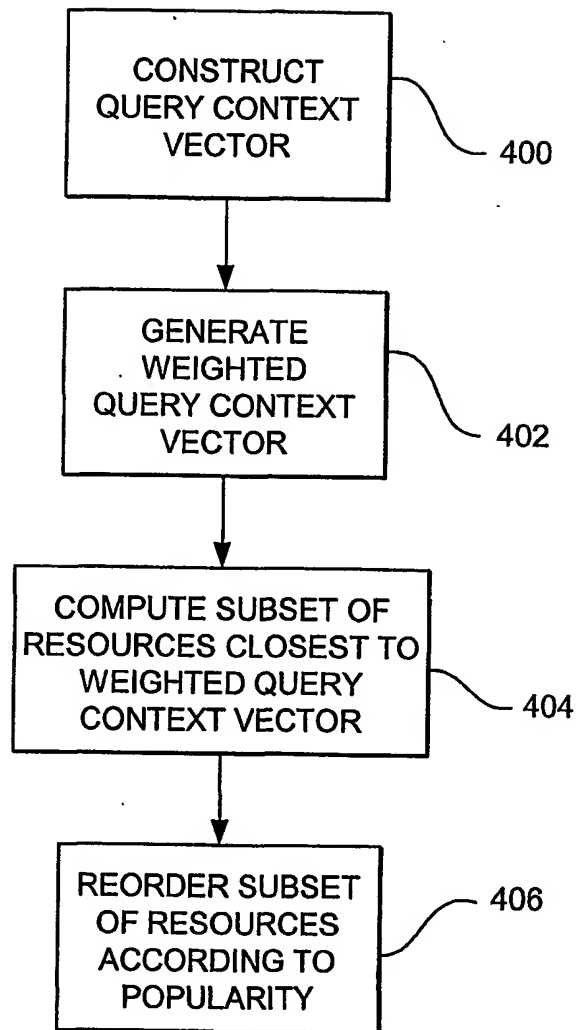 CONSTRUCT
QUERY CONTEXT
VECTOR
400
GENERATE
WEIGHTED
QUERY CONTEXT
VECTOR
402
COMPUTE SUBSET OF
RESOURCES CLOSEST TO
WEIGHTED QUERY
CONTEXT VECTOR
404
REORDER SUBSET
OF RESOURCES
ACCORDING TO
POPULARITY
406